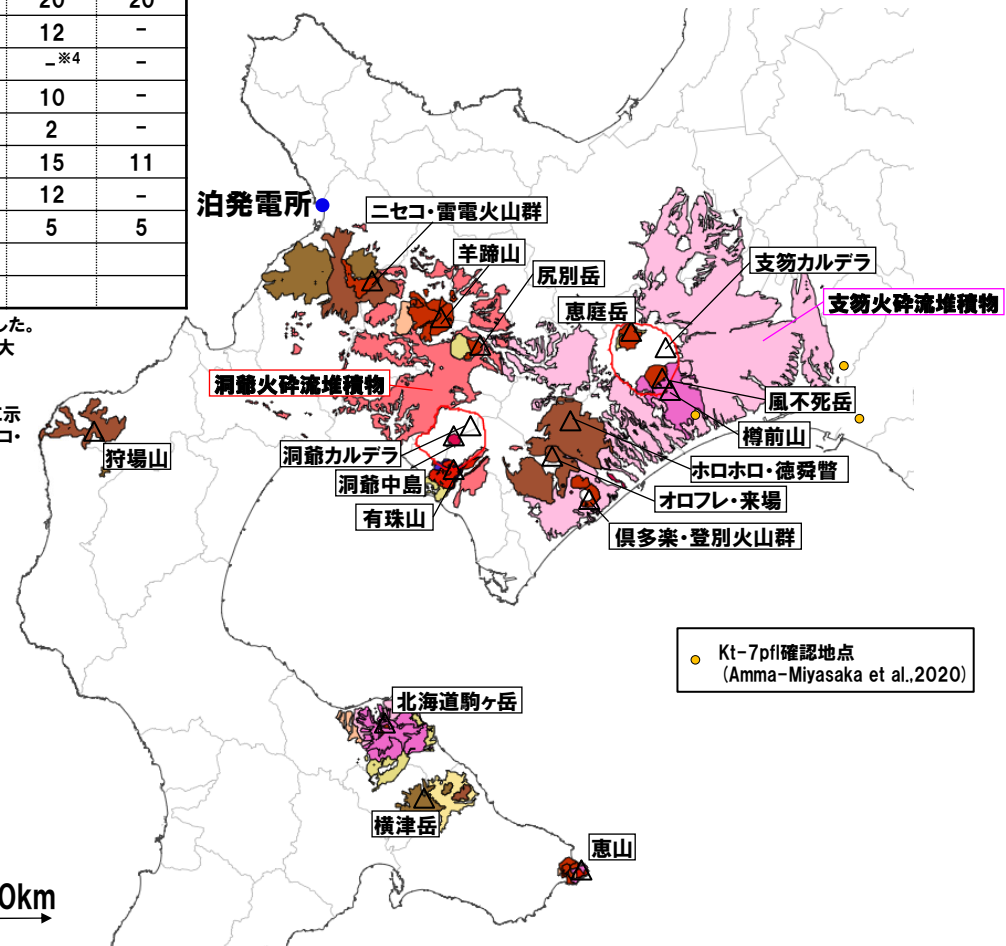 20 20
12 -
-※4 -
10 -
2 -
15 11
12 -
5 5
した。
大
示
コ・
泊発電所
ニセコ・雷電火山群
羊蹄山
尻別岳
支笏カルデラ
恵庭岳
支笏火砕流堆積物
洞爺火砕流堆積物
風不死岳
樽前山
狩場山
洞爺カルデラ
ホロホロ・徳舜瞥
洞爺中島
オロフレ・来場
有珠山
倶多楽・登別火山群
Kt-7pfl確認地点
(Amma-Miyasaka et al.,2020)
北海道駒ヶ岳
横津岳
恵山
0km